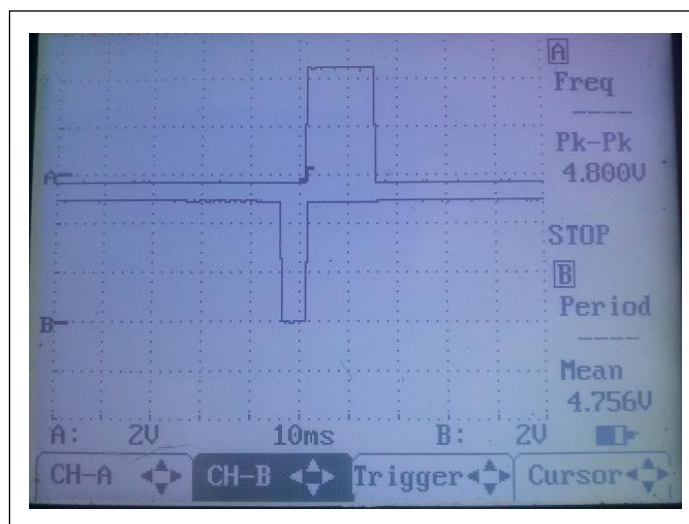 A
Freq
----
Pk-Pk
4.800V
STOP
B
Period
-----
Mean
4.756V
A
B
A: 2V 10ms B: 2V
CH-A CH-B Trigger Cursor